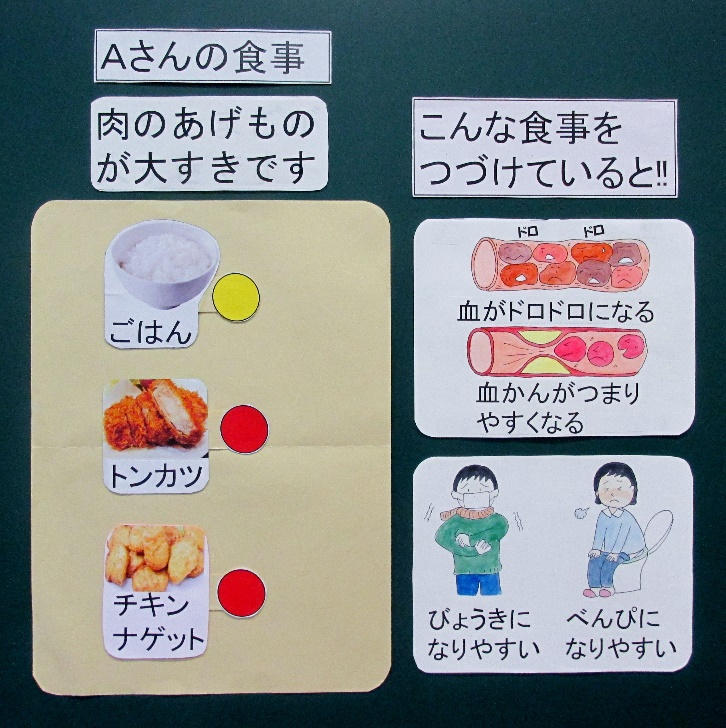 Aさんの食事
肉のあげもの
が大すきです
ごはん
トンカツ
チキン
ナゲット
こんな食事を
つづけていると!!
ドロ ドロ
血がドロドロになる
血かんがつまり
やすくなる
びょうきに
なりやすい
べんぴに
なりやすい